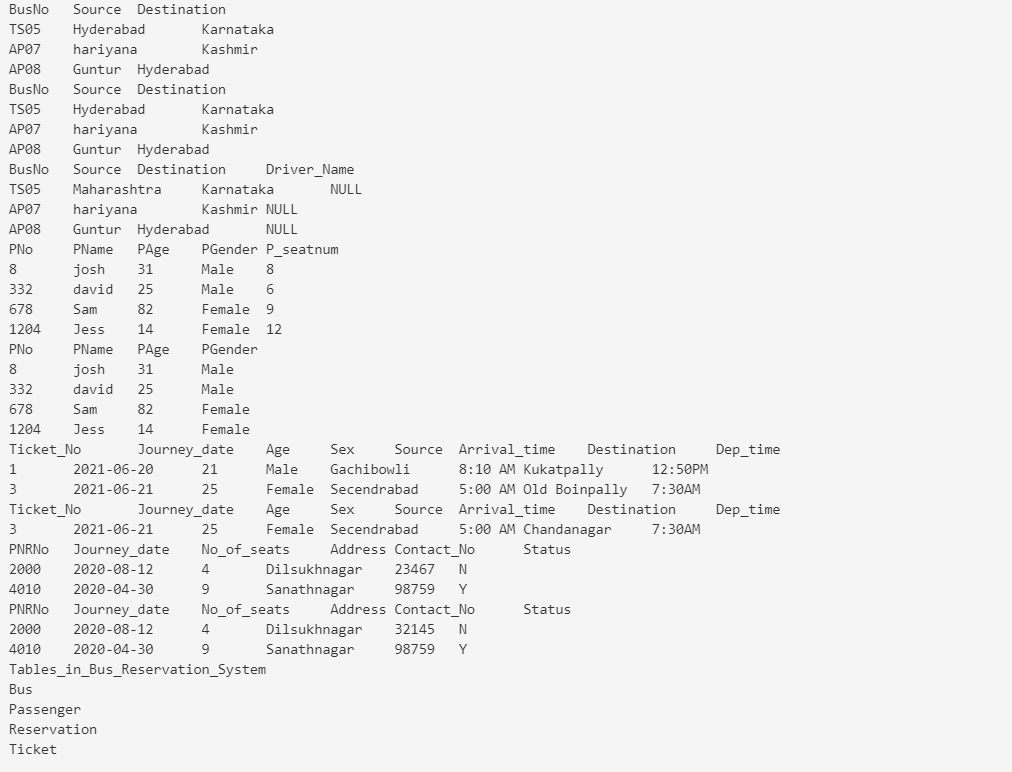 BusNo	Source	Destination
TS05	Hyderabad	Karnataka
AP07	hariyana	Kashmir
AP08	Guntur	Hyderabad
BusNo	Source	Destination
TS05	Hyderabad	Karnataka
AP07	hariyana	Kashmir
AP08	Guntur	Hyderabad
BusNo	Source	Destination	Driver_Name
TS05	Maharashtra	Karnataka	NULL
AP07	hariyana	Kashmir	NULL
AP08	Guntur	Hyderabad	NULL
PNo	PName	PAge	PGender	P_seatnum
8	josh	31	Male	8
332	david	25	Male	6
678	Sam	82	Female	9
1204	Jess	14	Female	12
PNo	PName	PAge	PGender
8	josh	31	Male
332	david	25	Male
678	Sam	82	Female
1204	Jess	14	Female
Ticket_No	Journey_date	Age	Sex	Source	Arrival_time	Destination	Dep_time
1	2021-06-20	21	Male	Gachibowli	8:10 AM	Kukatpally	12:50PM
3	2021-06-21	25	Female	Secendrabad	5:00 AM	Old Boinpally	7:30AM
Ticket_No	Journey_date	Age	Sex	Source	Arrival_time	Destination	Dep_time
3	2021-06-21	25	Female	Secendrabad	5:00 AM	Chandanagar	7:30AM
PNRNo	Journey_date	No_of_seats	Address	Contact_No	Status
2000	2020-08-12	4	Dilsukhnagar	23467	N
4010	2020-04-30	9	Sanathnagar	98759	Y
PNRNo	Journey_date	No_of_seats	Address	Contact_No	Status
2000	2020-08-12	4	Dilsukhnagar	32145	N
4010	2020-04-30	9	Sanathnagar	98759	Y
Tables_in_Bus_Reservation_System
Bus
Passenger
Reservation
Ticket